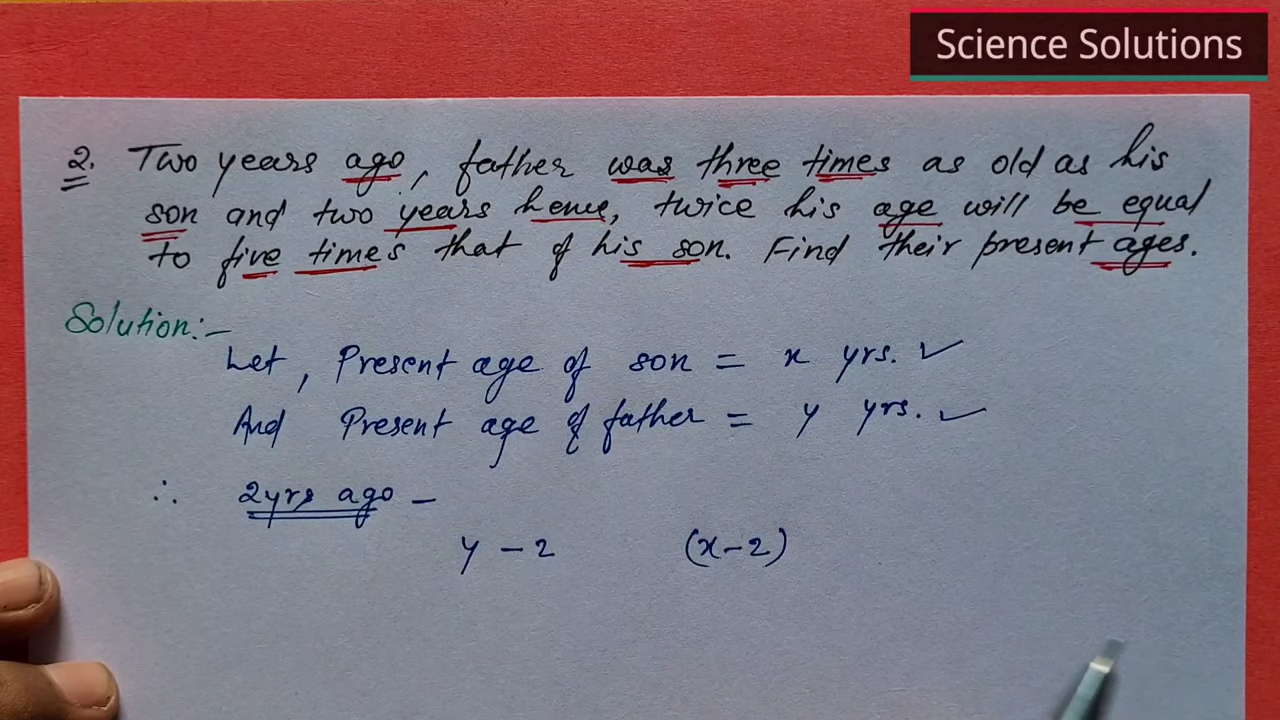 Science Solutions
2. Two years ago, father was three times as old as his
son and two years hence, twice his age will be equal
to five times that of his son. Find their present ages.
Solution:-
Let, Present age of son = x yrs. ✓
And Present age of father = y yrs. ✓
∴ 2yrs ago -
y - 2 (x-2)